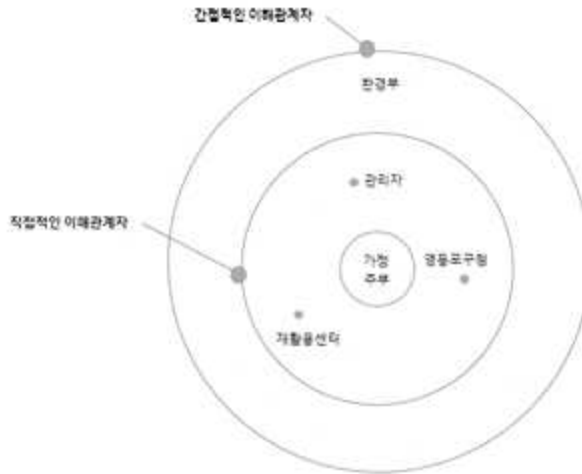 간접적인 이해관계자
환경부
관리자
직접적인 이해관계자
가정
주부
영등포구청
재활용센터